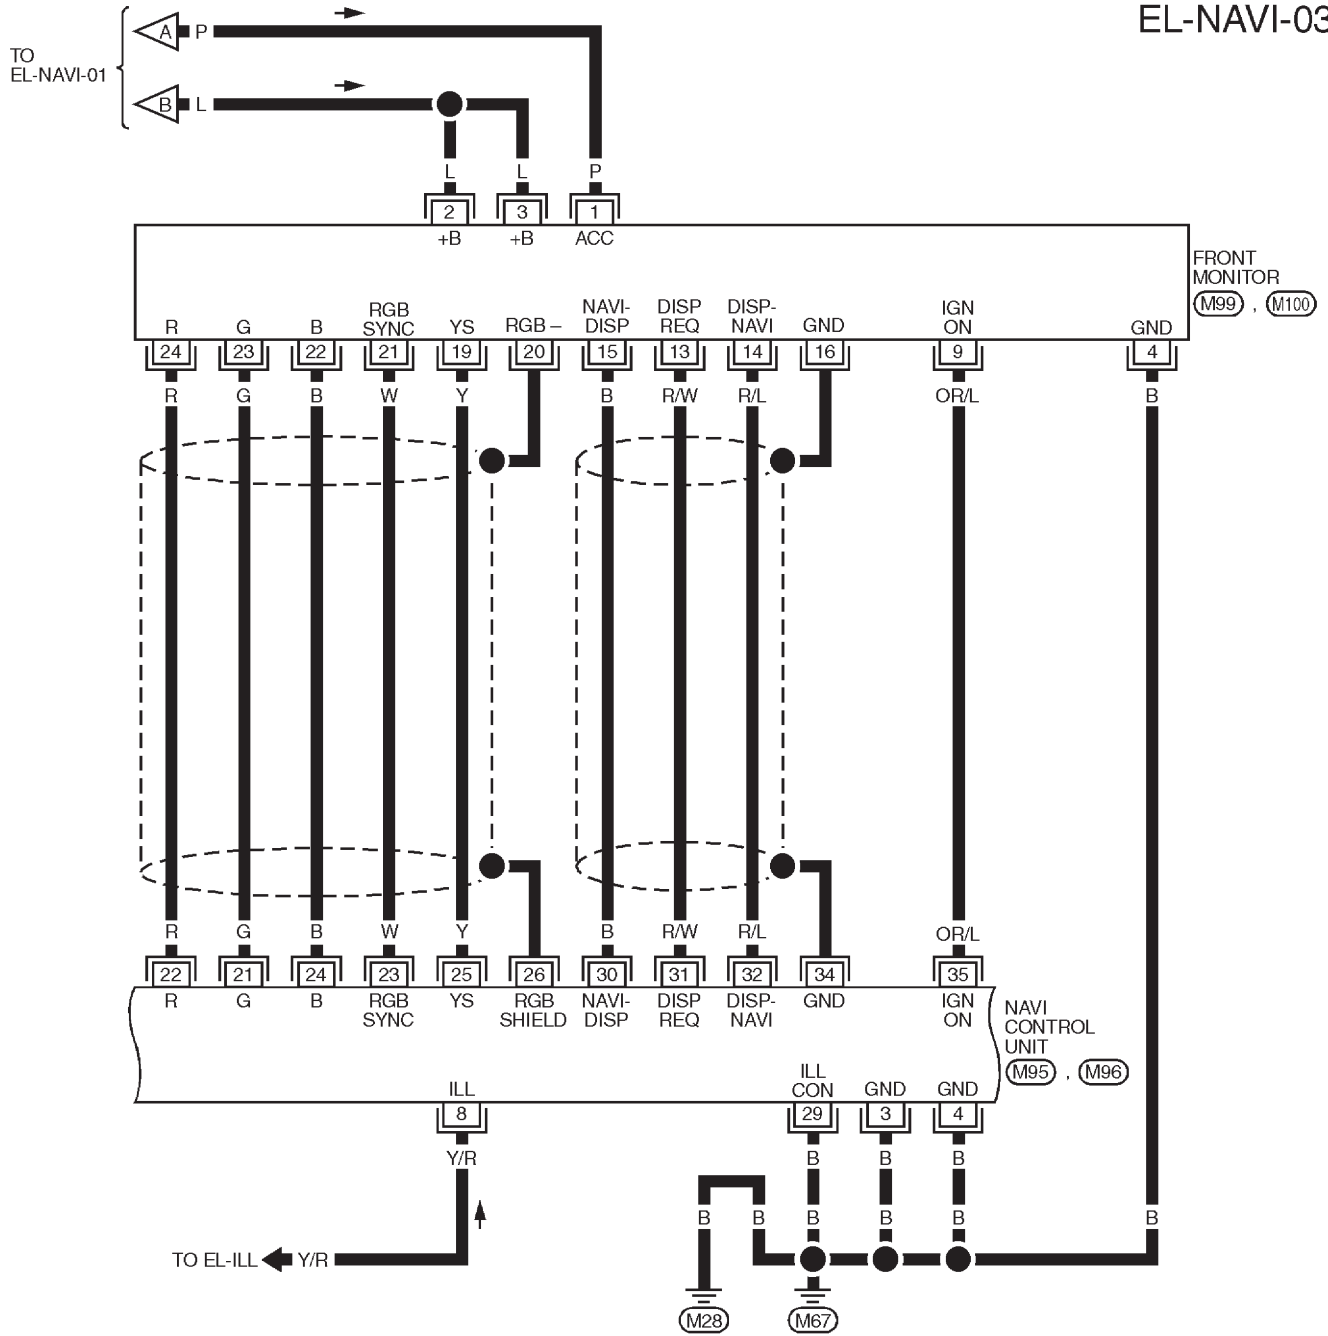 EL-NAVI-03
TO
EL-NAVI-01
A P
B L
L L P
2 3 1
+B +B ACC
FRONT
MONITOR
M99 , M100
R G B RGB SYNC YS RGB – NAVI-DISP DISP REQ DISP-NAVI GND IGN ON GND
24 23 22 21 19 20 15 13 14 16 9 4
R G B W Y B R/W R/L OR/L B
R G B W Y B R/W R/L OR/L
22 21 24 23 25 26 30 31 32 34 35
R G B RGB SYNC YS RGB SHIELD NAVI-DISP DISP REQ DISP-NAVI GND IGN ON
NAVI
CONTROL
UNIT
M95 , M96
ILL ILL CON GND GND
8 29 3 4
Y/R B B B
B B B B B B
TO EL-ILL Y/R
M28 M67